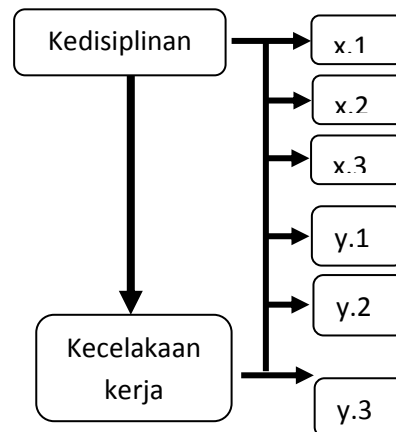 Kedisiplinan
x.1
x.2
x.3
y.1
y.2
Kecelakaan
kerja
y.3